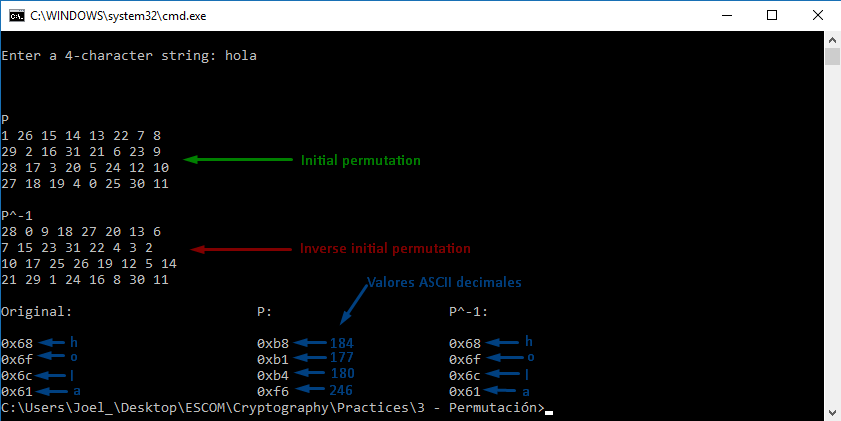 C:\WINDOWS\system32\cmd.exe
Enter a 4-character string: hola
P
1 26 15 14 13 22 7 8
29 2 16 31 21 6 23 9
28 17 3 20 5 24 12 10
27 18 19 4 0 25 30 11
Initial permutation
P^-1
28 0 9 18 27 20 13 6
7 15 23 31 22 4 3 2
10 17 25 26 19 12 5 14
21 29 1 24 16 8 30 11
Inverse initial permutation
Valores ASCII decimales
Original: P: P^-1:
0x68 h 0xb8 184 0x68 h
0x6f o 0xb1 177 0x6f o
0x6c l 0xb4 180 0x6c l
0x61 a 0xf6 246 0x61 a
C:\Users\Joel_\Desktop\ESCOM\Cryptography\Practices\3 - Permutación>_